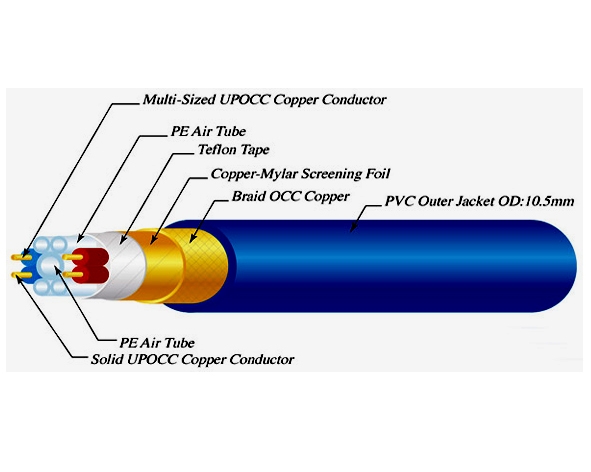 Multi-Sized UPOCC Copper Conductor
PE Air Tube
Teflon Tape
Copper-Mylar Screening Foil
Braid OCC Copper
PVC Outer Jacket OD:10.5mm
PE Air Tube
Solid UPOCC Copper Conductor